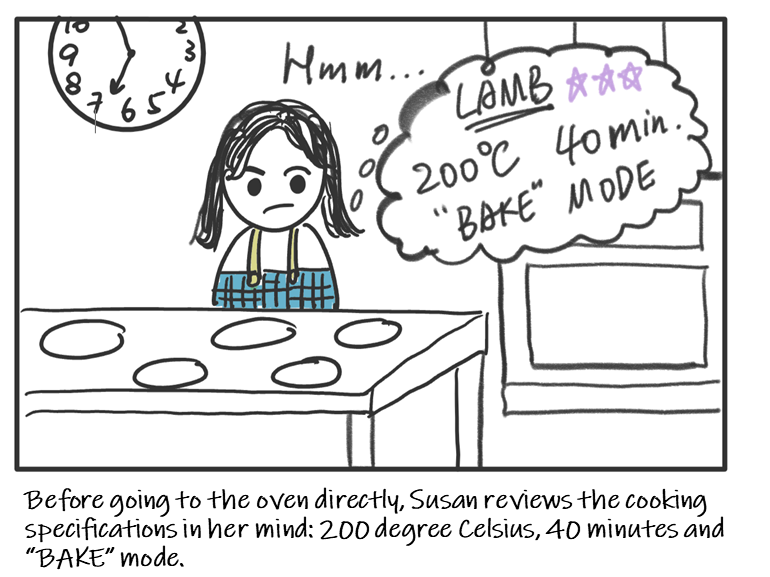 10
2
9
3
8
4
7
6
5
Hmm...
LAMB
200°C 40min.
"BAKE" MODE
Before going to the oven directly, Susan reviews the cooking
specifications in her mind: 200 degree Celsius, 40 minutes and
"BAKE" mode.